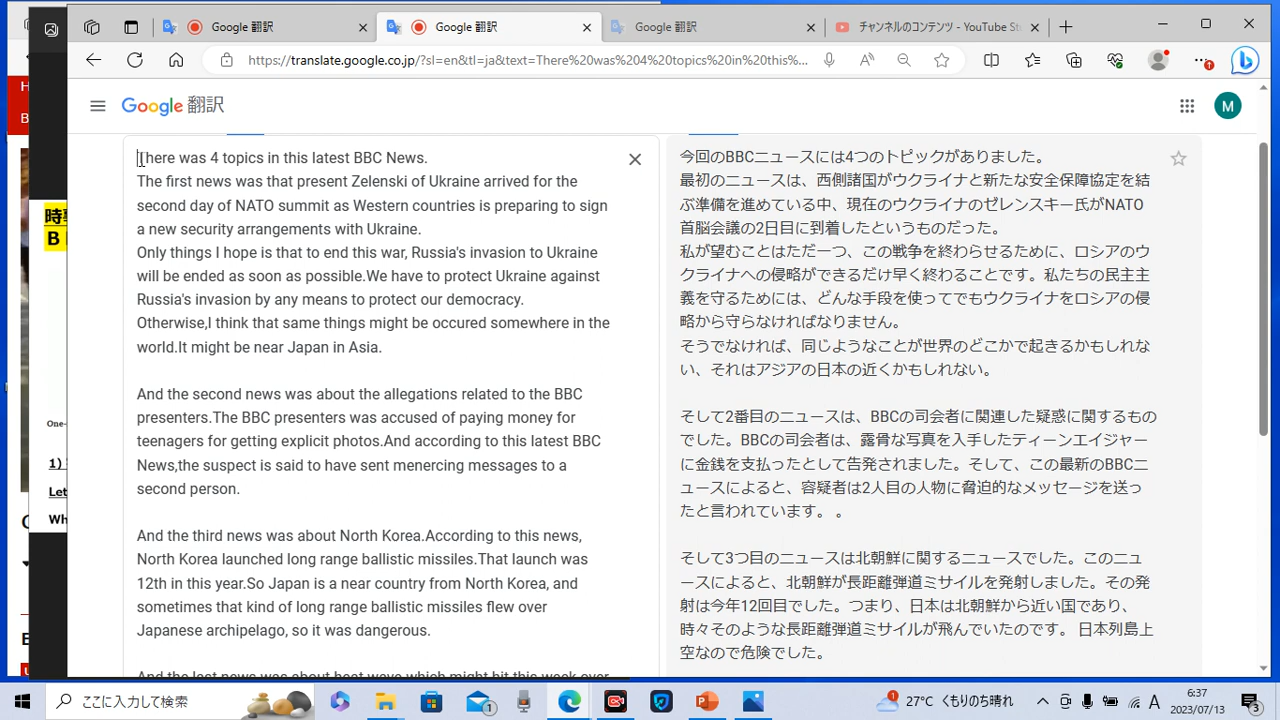 Google 翻訳
Google 翻訳
Google 翻訳
チャンネルのコンテンツ - YouTube St
https://translate.google.co.jp/?sl=en&tl=ja&text=There%20was%204%20topics%20in%20this%...
Google 翻訳
M
There was 4 topics in this latest BBC News.
The first news was that present Zelenski of Ukraine arrived for the
second day of NATO summit as Western countries is preparing to sign
a new security arrangements with Ukraine.
Only things I hope is that to end this war, Russia's invasion to Ukraine
will be ended as soon as possible.We have to protect Ukraine against
Russia's invasion by any means to protect our democracy.
Otherwise,I think that same things might be occured somewhere in the
world.It might be near Japan in Asia.
And the second news was about the allegations related to the BBC
presenters.The BBC presenters was accused of paying money for
teenagers for getting explicit photos.And according to this latest BBC
News,the suspect is said to have sent menercing messages to a
second person.
And the third news was about North Korea.According to this news,
North Korea launched long range ballistic missiles.That launch was
12th in this year.So Japan is a near country from North Korea, and
sometimes that kind of long range ballistic missiles flew over
Japanese archipelago, so it was dangerous.
And the last news was about heat wave which might hit this week over
今回のBBCニュースには4つのトピックがありました。
最初のニュースは、西側諸国がウクライナと新たな安全保障協定を結
ぶ準備を進めている中、現在のウクライナのゼレンスキー氏がNATO
首脳会議の2日目に到着したというものだった。
私が望むことはただ一つ、この戦争を終わらせるために、ロシアのウ
クライナへの侵略ができるだけ早く終わることです。私たちの民主主
義を守るためには、どんな手段を使ってでもウクライナをロシアの侵
略から守らなければなりません。
そうでなければ、同じようなことが世界のどこかで起きるかもしれな
い、それはアジアの日本の近くかもしれない。
そして2番目のニュースは、BBCの司会者に関連した疑惑に関するもの
でした。BBCの司会者は、露骨な写真を入手したティーンエイジャー
に金銭を支払ったとして告発されました。そして、この最新のBBCニ
ュースによると、容疑者は2人目の人物に脅迫的なメッセージを送っ
たと言われています。 。
そして3つ目のニュースは北朝鮮に関するニュースでした。このニュ
ースによると、北朝鮮が長距離弾道ミサイルを発射しました。その発
射は今年12回目でした。つまり、日本は北朝鮮から近い国であり、
時々そのような長距離弾道ミサイルが飛んでいたのです。 日本列島上
空なので危険でした。
時
B
One-
1)
Let
Wh
ここに入力して検索
27°C くもりのち晴れ
A
6:37
2023/07/13